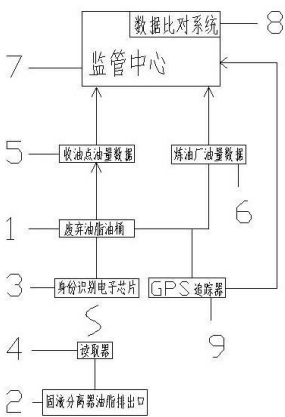 数据比对系统
8
7
监管中心
5
收油点油量数据
炼油厂油量数据
6
1
废弃油脂油桶
3
身份识别电子芯片
GPS追踪器
9
4
读取器
2
固液分离器油脂排出口